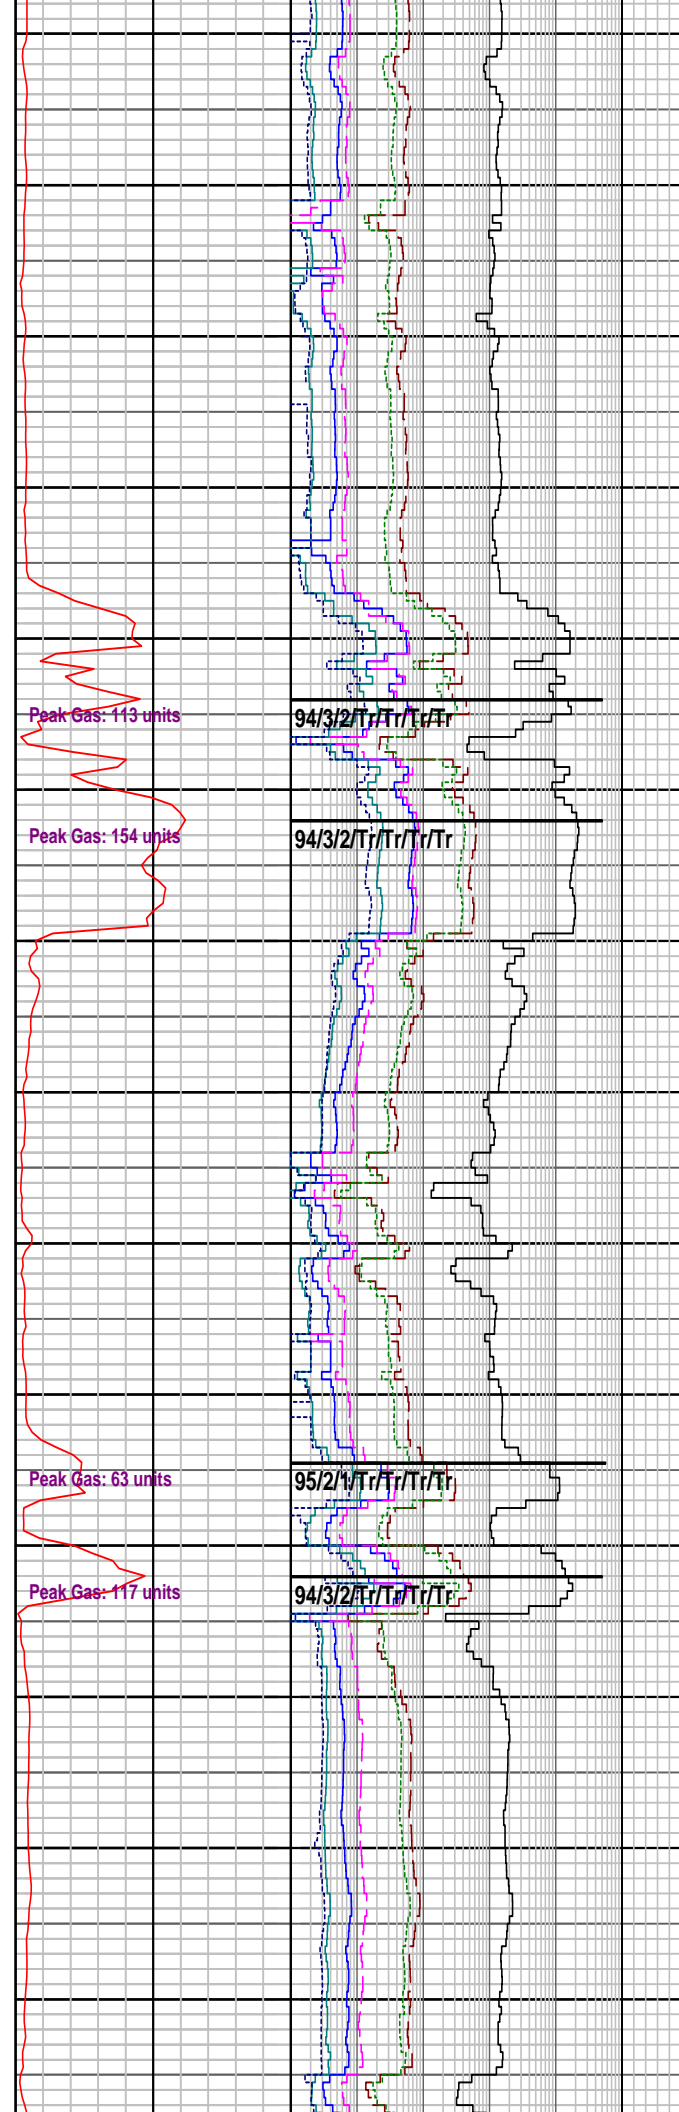 Peak Gas: 113 units
94/3/2/Tr/Tr/Tr/Tr
Peak Gas: 154 units
94/3/2/Tr/Tr/Tr/Tr
Peak Gas: 63 units
95/2/1/Tr/Tr/Tr/Tr
Peak Gas: 117 units
94/3/2/Tr/Tr/Tr/Tr